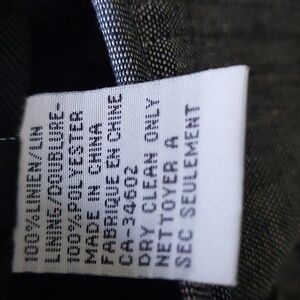 100%LINEN/LIN
LINING/DOUBLURE-
100%POLYESTER
MADE IN CHINA
FABRIQUE EN CHINE
CA-34602
DRY CLEAN ONLY
NETTOYER A
SEC SEULEMENT